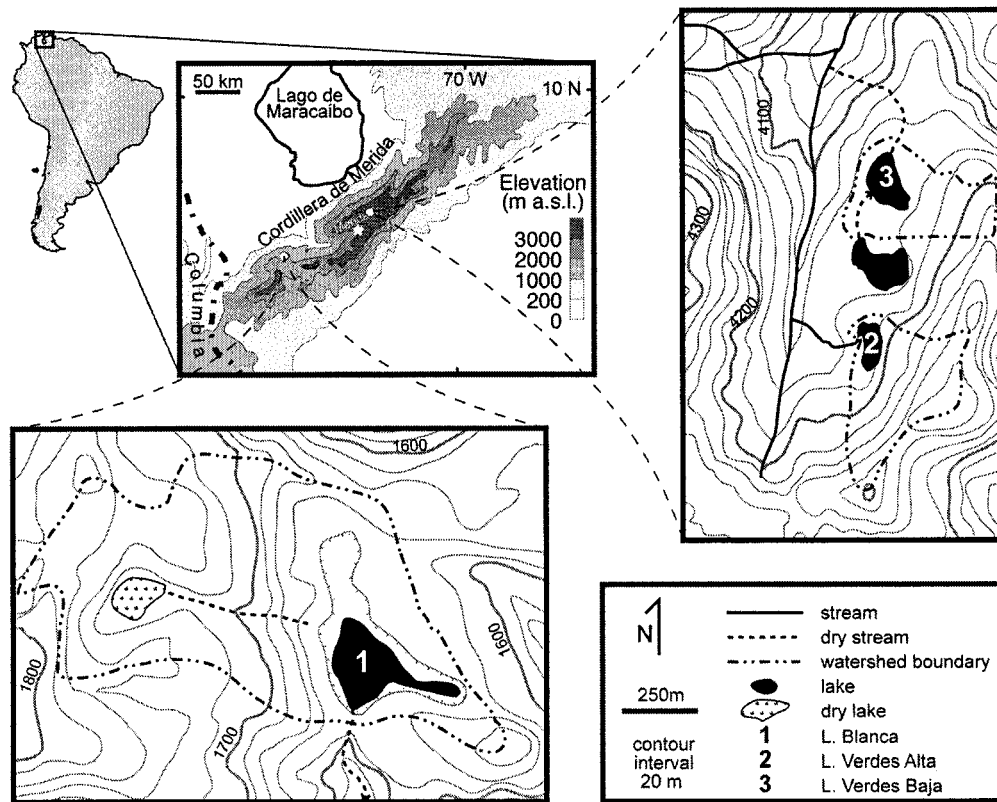 50 km
70 W
10 N
Lago de
Maracaibo
Cordillera de Merida
Elevation
(m a.s.l.)
3000
2000
1000
200
0
Columbia
4100
4300
4200
3
2
1600
1800
1700
1600
1
N
250m
contour
interval
20 m
stream
dry stream
watershed boundary
lake
dry lake
1 L. Blanca
2 L. Verdes Alta
3 L. Verdes Baja